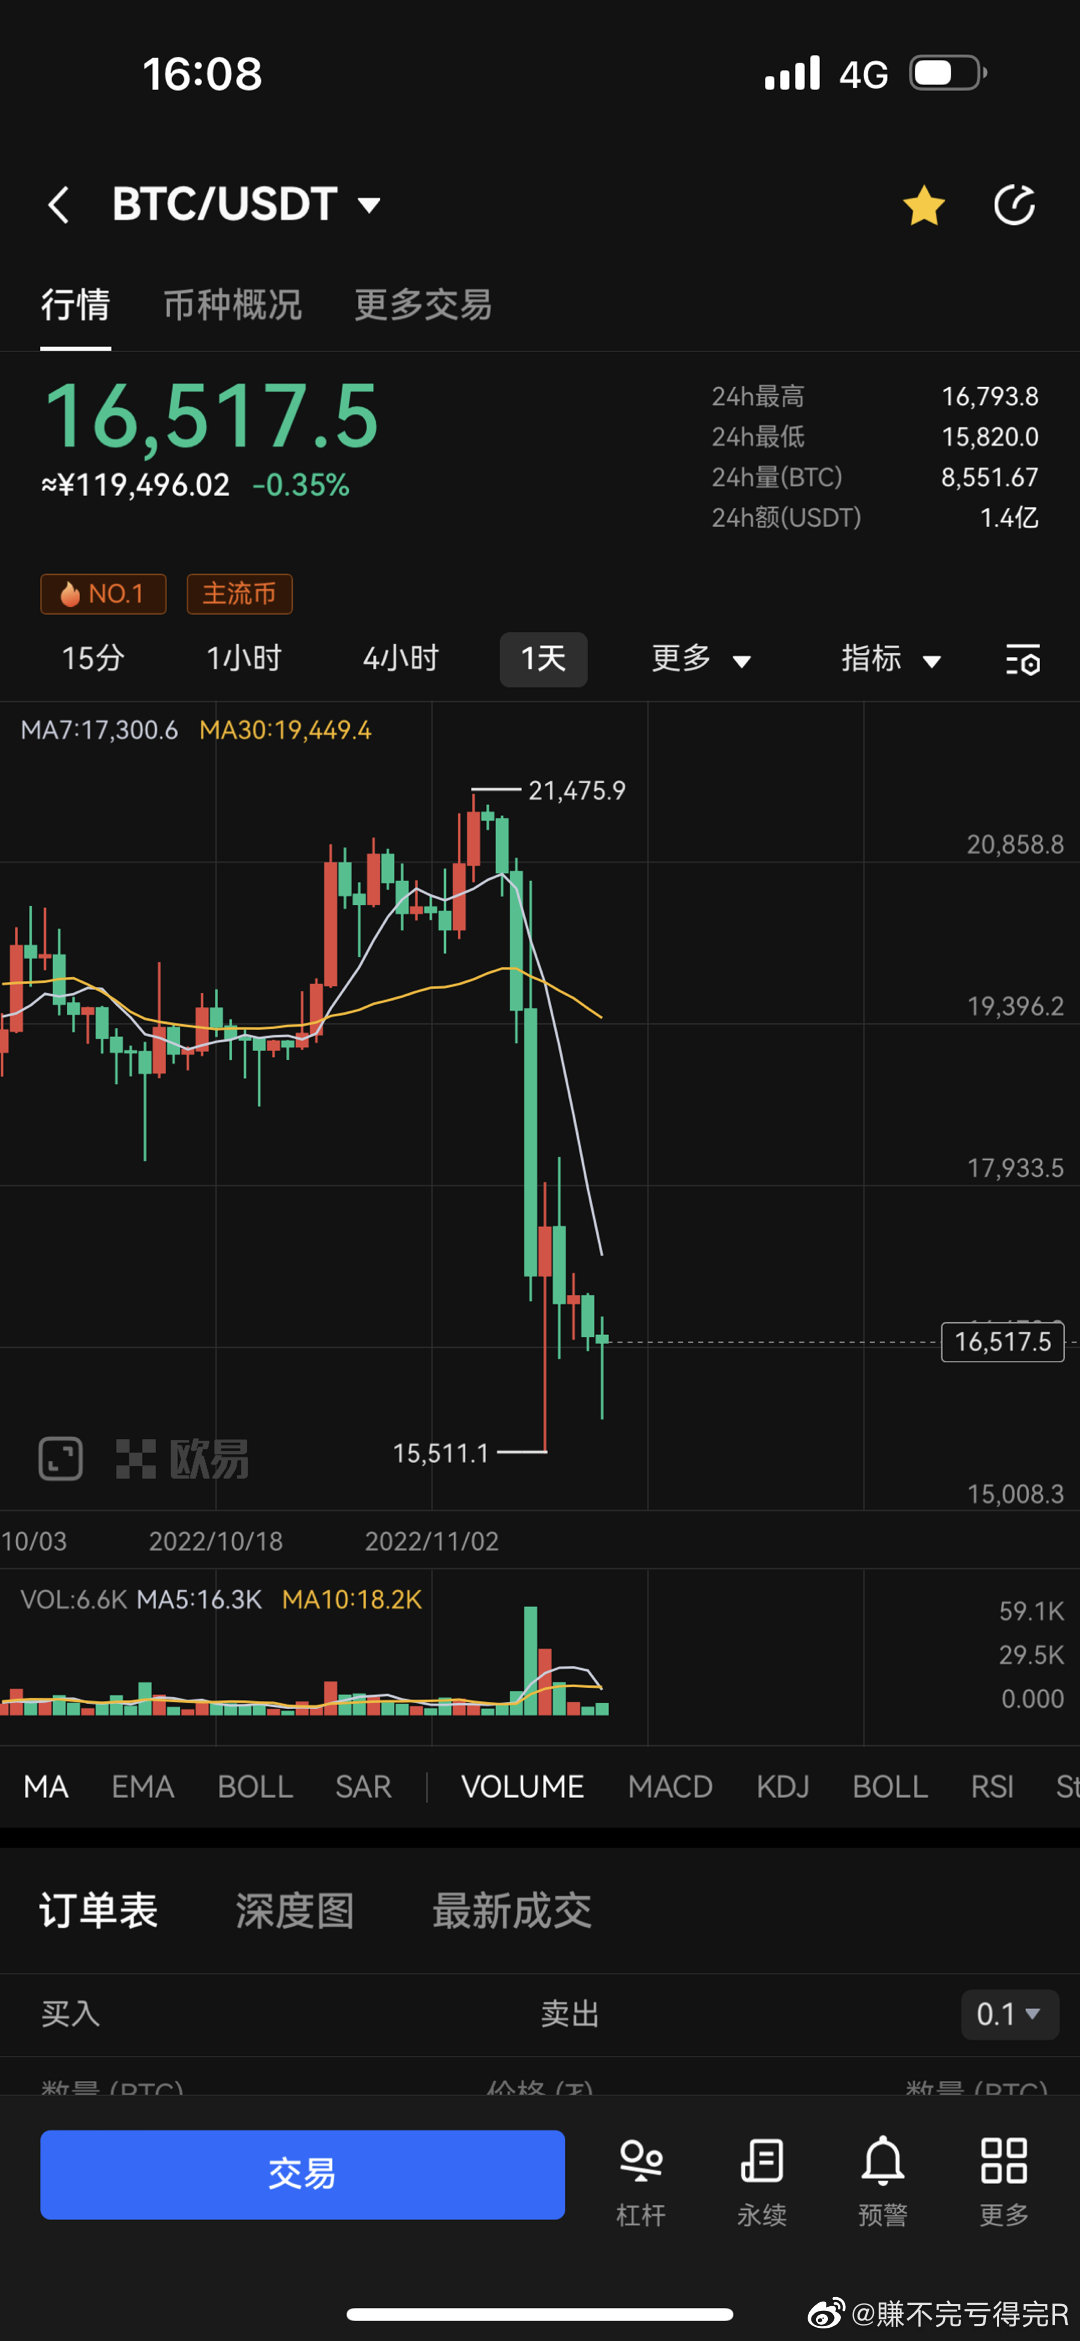 16:08 4G
BTC/USDT
行情 币种概况 更多交易
16,517.5
≈¥119,496.02 -0.35%
24h最高 16,793.8
24h最低 15,820.0
24h量(BTC) 8,551.67
24h额(USDT) 1.4亿
NO.1 主流币
15分 1小时 4小时 1天 更多 指标
MA7:17,300.6 MA30:19,449.4
21,475.9
20,858.8
19,396.2
17,933.5
16,517.5
15,511.1
欧易
15,008.3
10/03 2022/10/18 2022/11/02
VOL:6.6K MA5:16.3K MA10:18.2K
59.1K
29.5K
0.000
MA EMA BOLL SAR VOLUME MACD KDJ BOLL RSI St
订单表 深度图 最新成交
买入 卖出 0.1
数量 (BTC) 价格 (₮) 数量 (BTC)
交易 杠杆 永续 预警 更多
@賺不完亏得完R